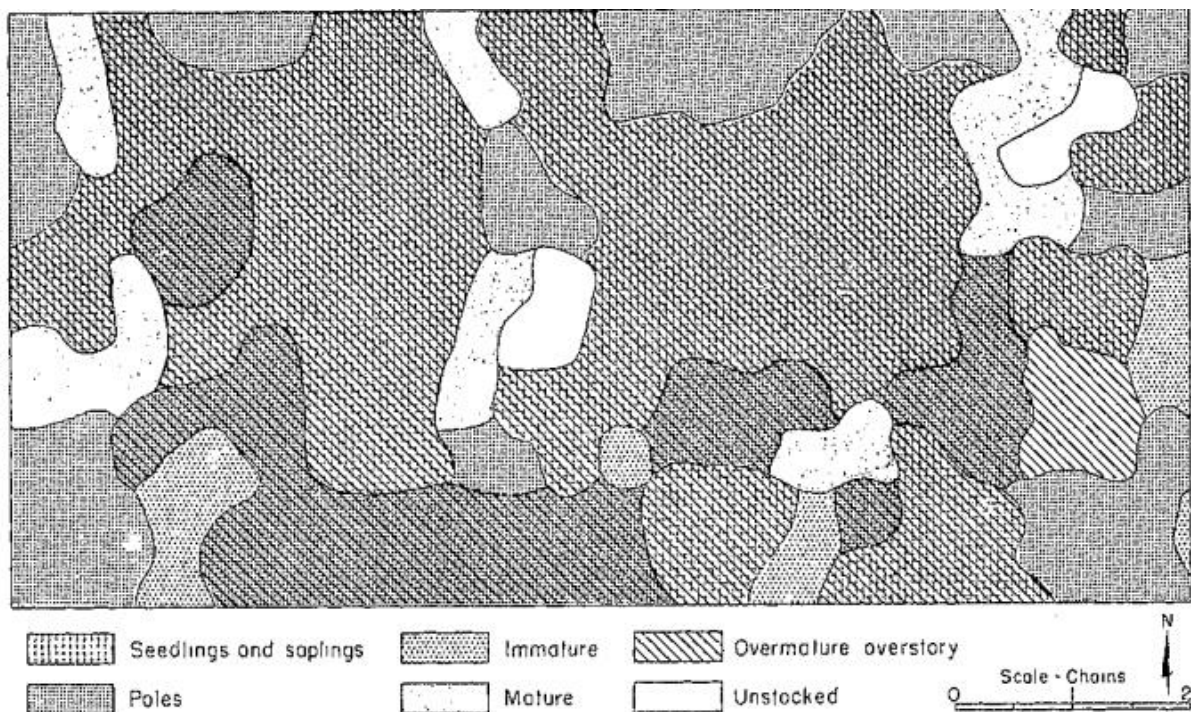 Seedlings and saplings
Immature
Overmature overstory
Poles
Mature
Unstocked
N
Scale - Chains
0 2